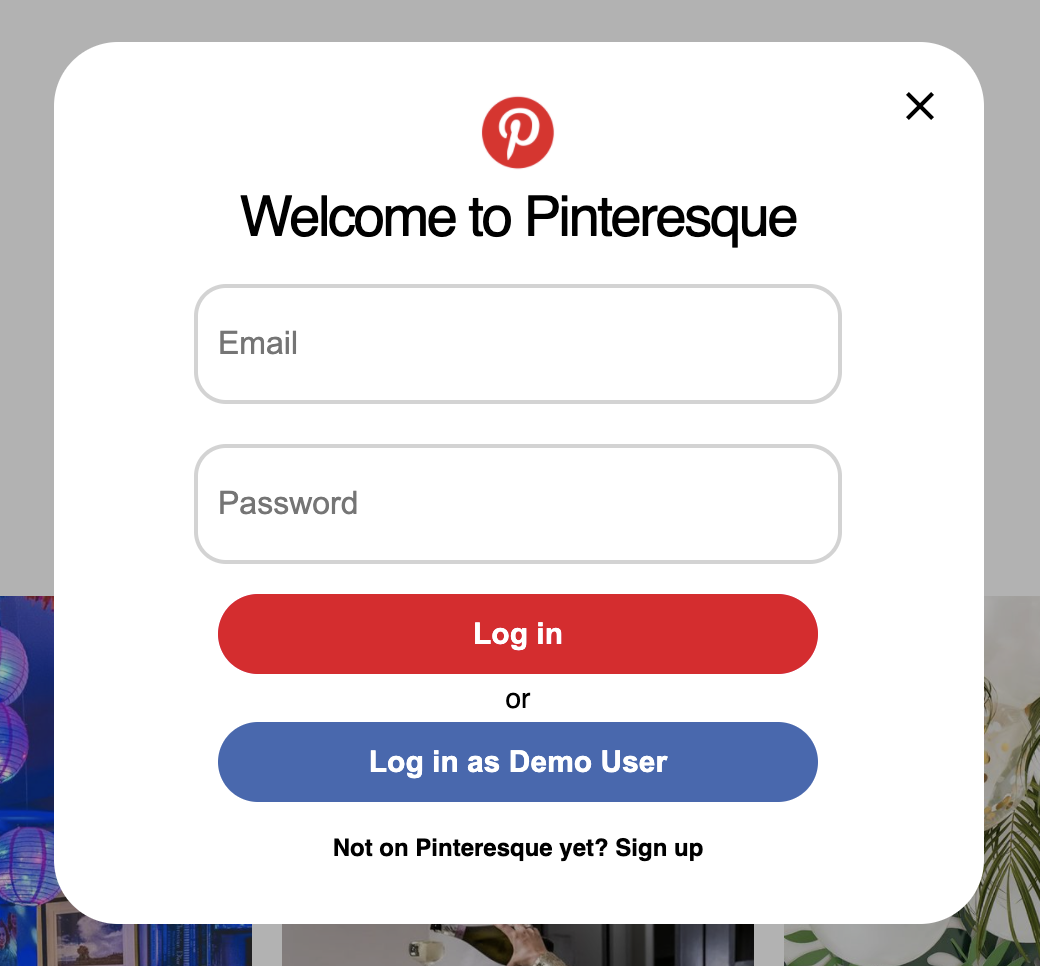 Welcome to Pinteresque
Email
Password
Log in
or
Log in as Demo User
Not on Pinteresque yet? Sign up